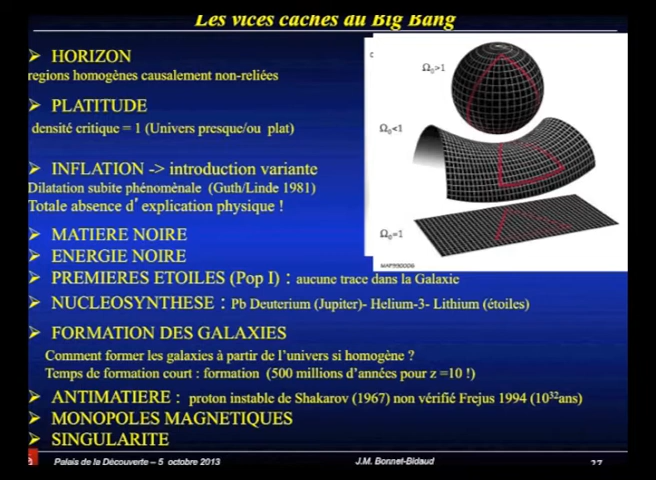 Les vices cachés du Big Bang
➢ HORIZON
regions homogènes causalement non-reliées
➢ PLATITUDE
densité critique = 1 (Univers presque/ou plat)
➢ INFLATION -> introduction variante
Dilatation subite phénomènale (Guth/Linde 1981)
Totale absence d'explication physique !
➢ MATIERE NOIRE
➢ ENERGIE NOIRE
➢ PREMIERES ETOILES (Pop I) : aucune trace dans la Galaxie
➢ NUCLEOSYNTHESE : Pb Deuterium (Jupiter)- Helium-3- Lithium (étoiles)
➢ FORMATION DES GALAXIES
Comment former les galaxies à partir de l'univers si homogène ?
Temps de formation court : formation (500 millions d'années pour z =10 !)
➢ ANTIMATIERE : proton instable de Shakarov (1967) non vérifié Frejus 1994 (10³²ans)
➢ MONOPOLES MAGNETIQUES
➢ SINGULARITE
Ω₀>1
Ω₀<1
Ω₀=1
MAP990006
Palais de la Découverte – 5 octobre 2013
J.M. Bonnet-Bidaud